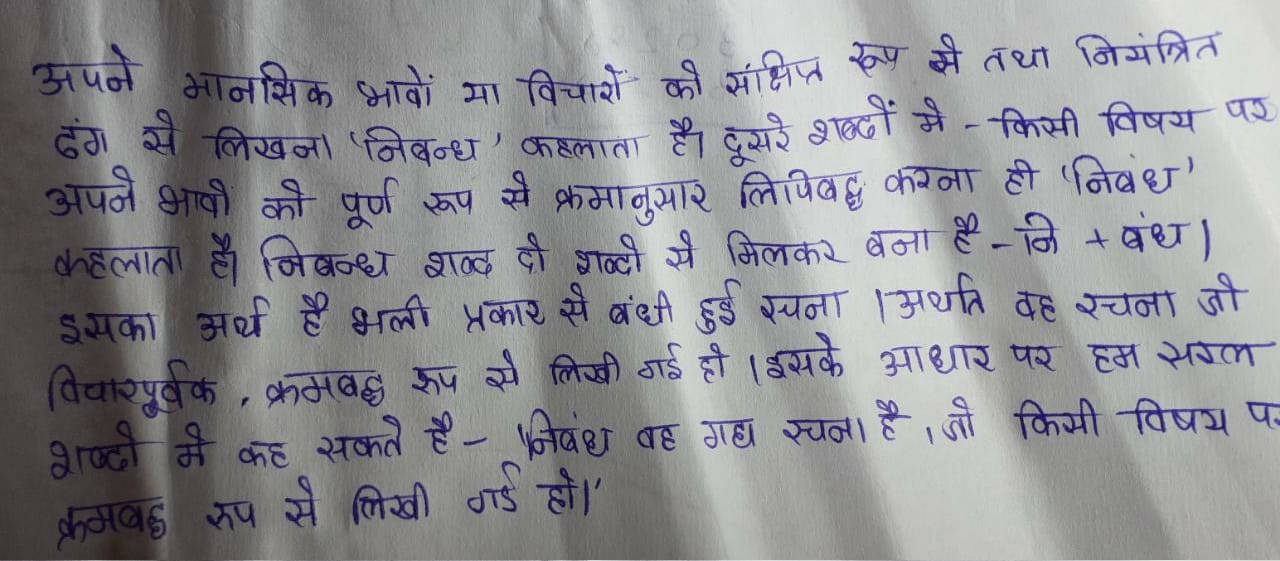 अपने मानसिक भावों या विचारों को संक्षिप्त रूप से तथा नियंत्रित
ढंग से लिखना 'निबन्ध' कहलाता है। दूसरे शब्दों में - किसी विषय पर
अपने भावों को पूर्ण रूप से क्रमानुसार लिपिबद्ध करना ही 'निबंध'
कहलाता है। निबन्ध शब्द दो शब्दो से मिलकर बना है - नि + बंध।
इसका अर्थ है भली प्रकार से बंधी हुई रचना । अर्थात वह रचना जो
विचारपूर्वक , क्रमबद्ध रूप से लिखी गई हो । इसके आधार पर हम सरल
शब्दो में कह सकते है - 'निबंध वह गद्य रचना है , जो किसी विषय पर
क्रमबद्ध रूप से लिखी गई हो।'